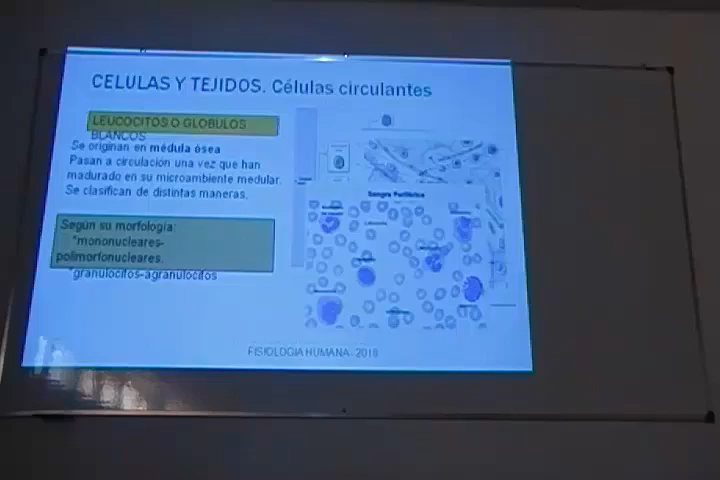 CELULAS Y TEJIDOS. Células circulantes
LEUCOCITOS O GLOBULOS
BLANCOS
Se originan en médula ósea
Pasan a circulación una vez que han
madurado en su microambiente medular.
Se clasifican de distintas maneras.
Según su morfología:
*mononucleares-
polimorfonucleares.
*granulocitos-agranulocitos
Sangre Periférica
FISIOLOGIA HUMANA- 2018